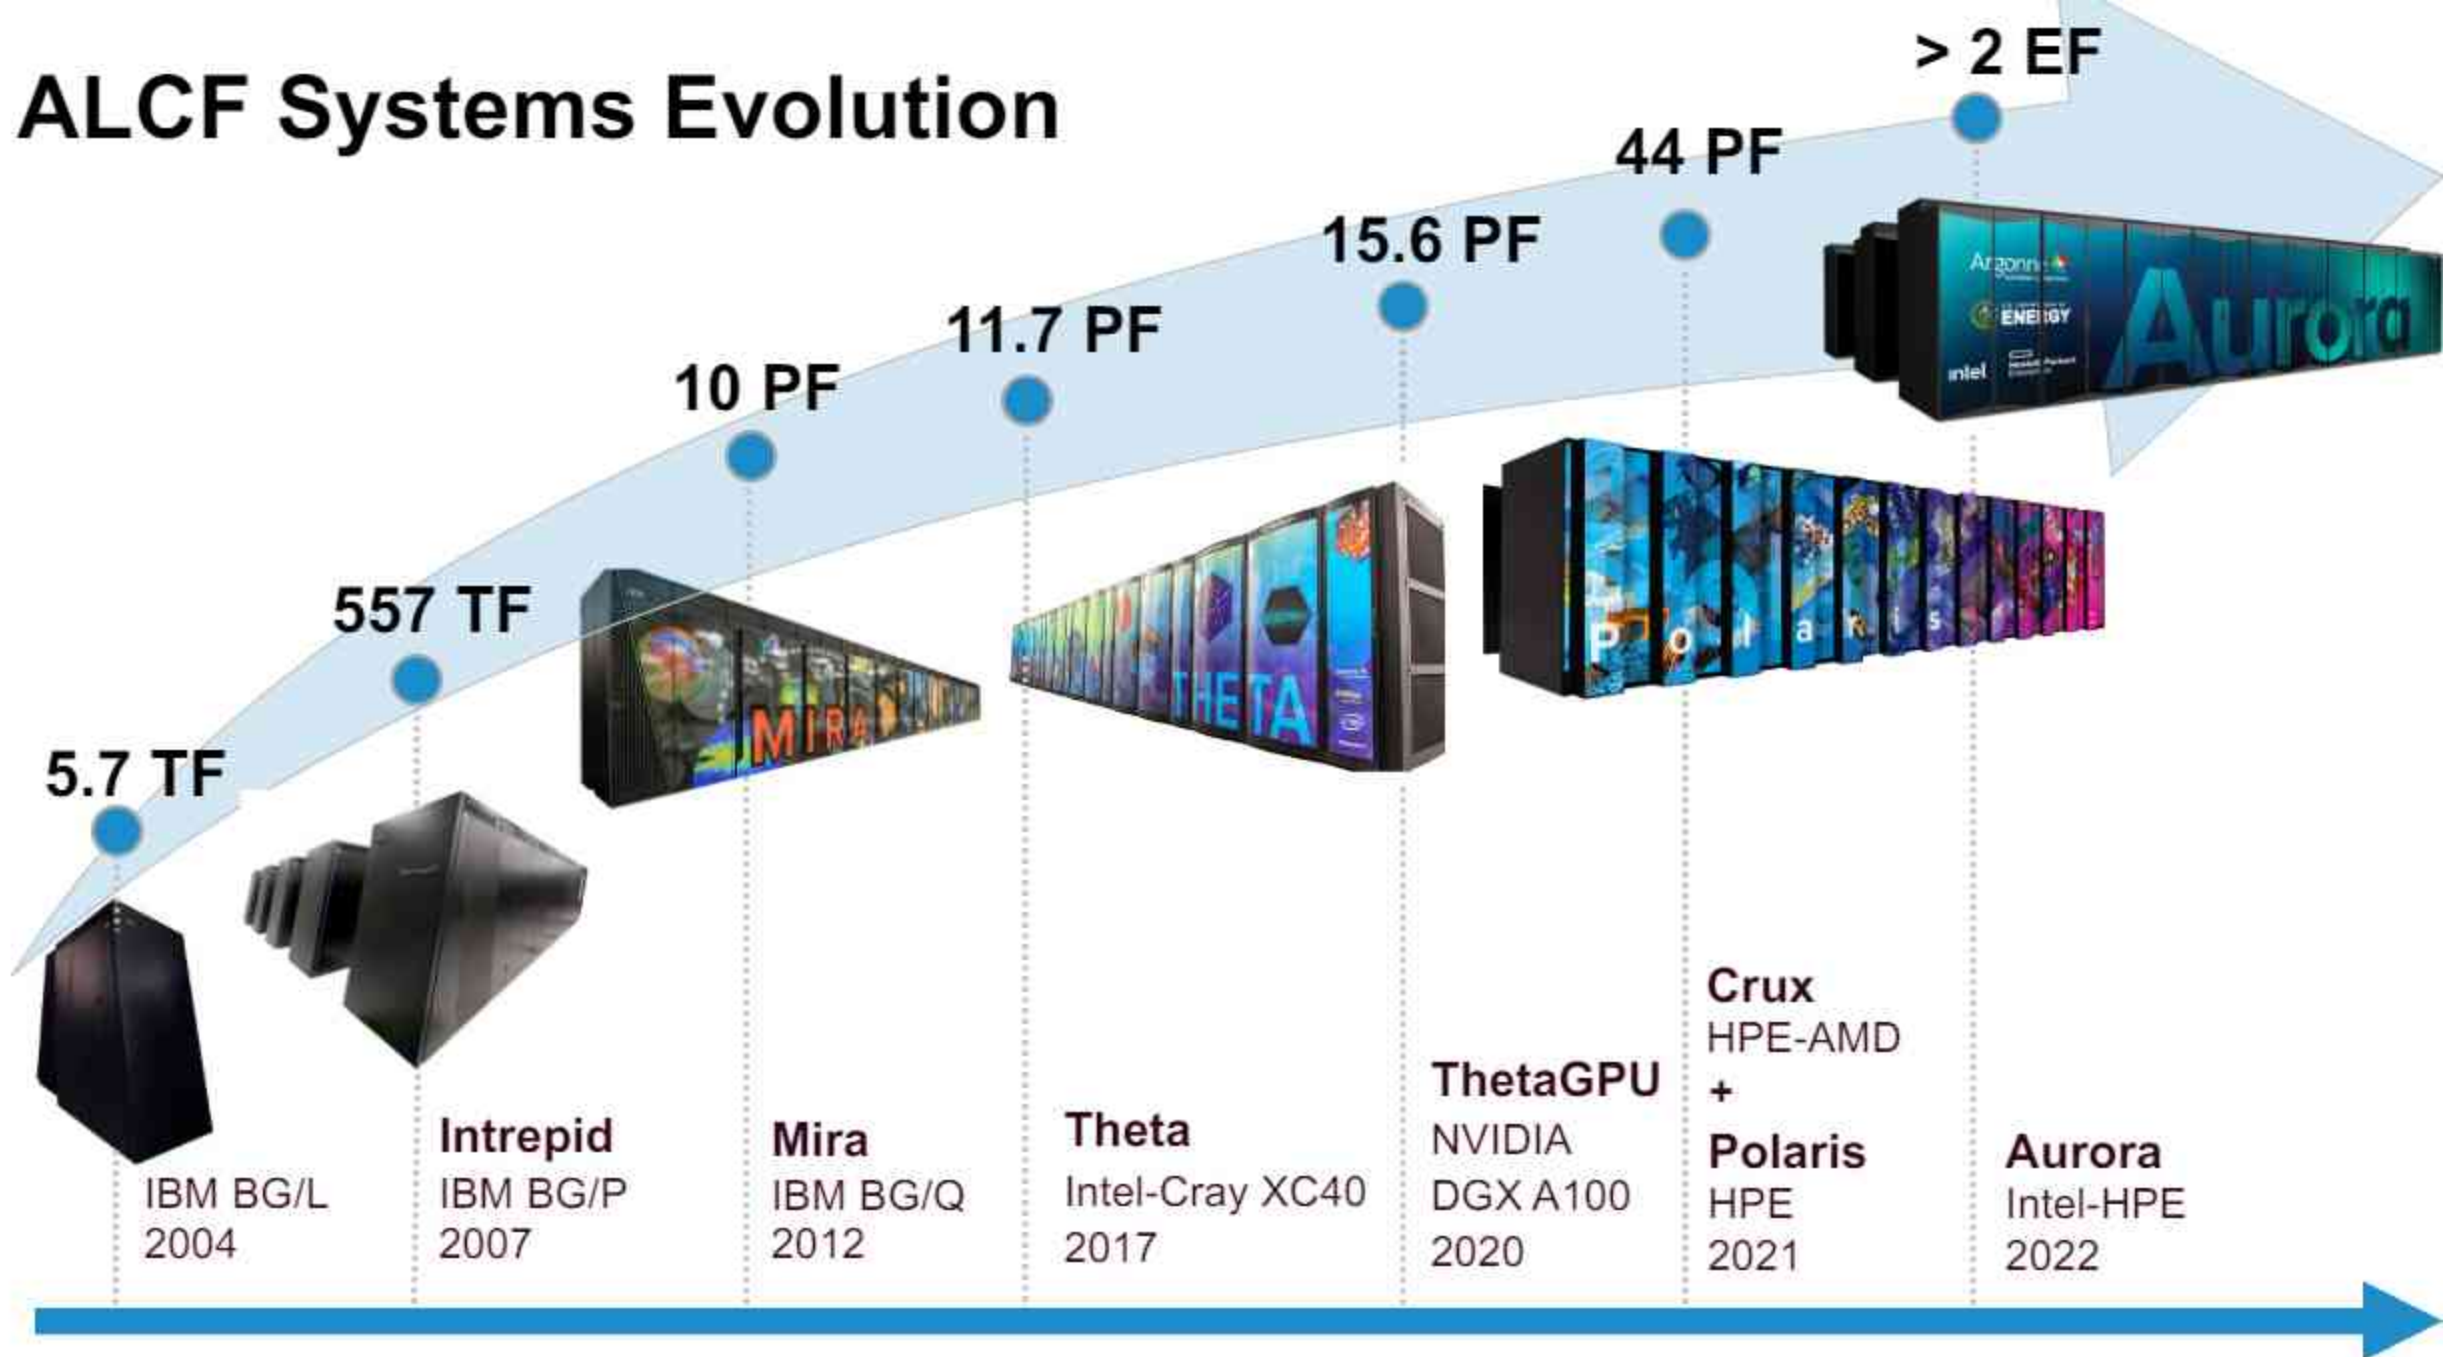 ALCF Systems Evolution
5.7 TF
557 TF
10 PF
11.7 PF
15.6 PF
44 PF
> 2 EF
MIRA
THETA
Polaris
Argonne
ENERGY
intel
Aurora
IBM BG/L
2004
Intrepid
IBM BG/P
2007
Mira
IBM BG/Q
2012
Theta
Intel-Cray XC40
2017
ThetaGPU
NVIDIA
DGX A100
2020
Crux
HPE-AMD
+
Polaris
HPE
2021
Aurora
Intel-HPE
2022